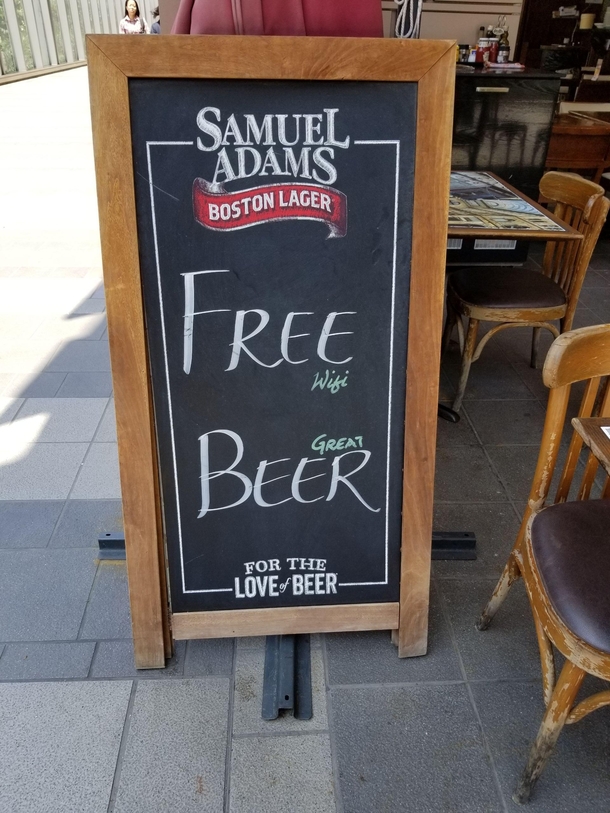 SAMUEL
ADAMS
BOSTON LAGER
FREE
Wifi
GREAT
BEER
FOR THE
LOVE of BEER